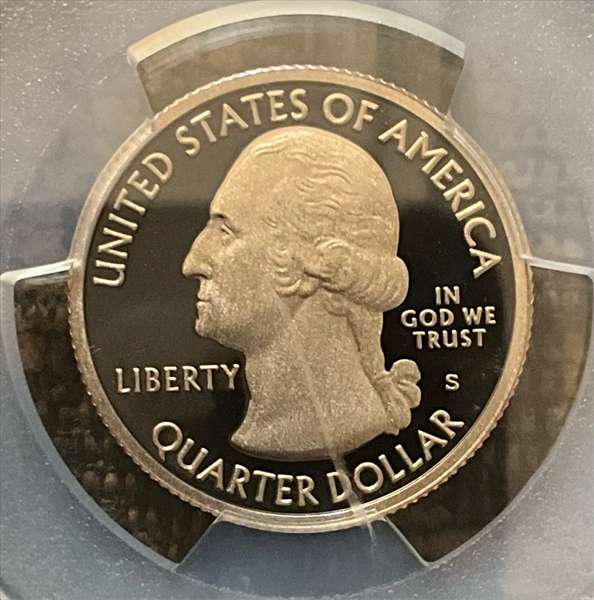 UNITED STATES OF AMERICA
IN
GOD WE
TRUST
LIBERTY
S
QUARTER DOLLAR